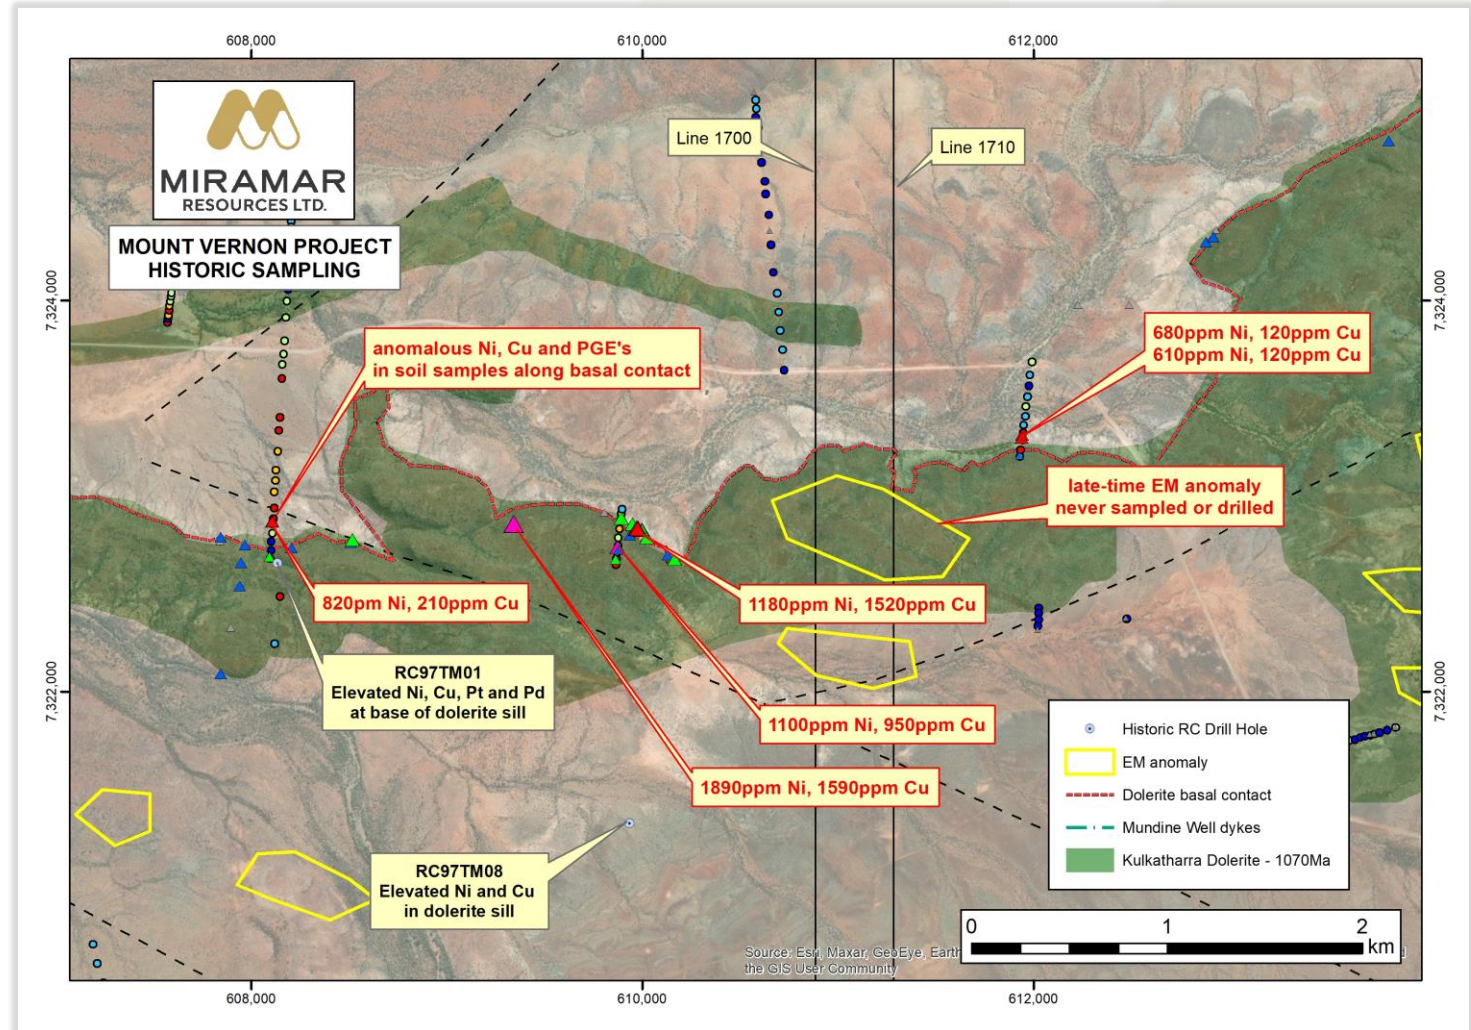 608,000
610,000
612,000
MIRAMAR
RESOURCES LTD.
MOUNT VERNON PROJECT
HISTORIC SAMPLING
Line 1700
Line 1710
7,324,000
7,324,000
anomalous Ni, Cu and PGE's
in soil samples along basal contact
680ppm Ni, 120ppm Cu
610ppm Ni, 120ppm Cu
late-time EM anomaly
never sampled or drilled
820pm Ni, 210ppm Cu
1180ppm Ni, 1520ppm Cu
RC97TM01
Elevated Ni, Cu, Pt and Pd
at base of dolerite sill
7,322,000
7,322,000
1100ppm Ni, 950ppm Cu
1890ppm Ni, 1590ppm Cu
RC97TM08
Elevated Ni and Cu
in dolerite sill
Historic RC Drill Hole
EM anomaly
Dolerite basal contact
Mundine Well dykes
Kulkatharra Dolerite - 1070Ma
0 1 2
km
Source: Esri, Maxar, GeoEye, Earth
the GIS User Community
608,000
610,000
612,000